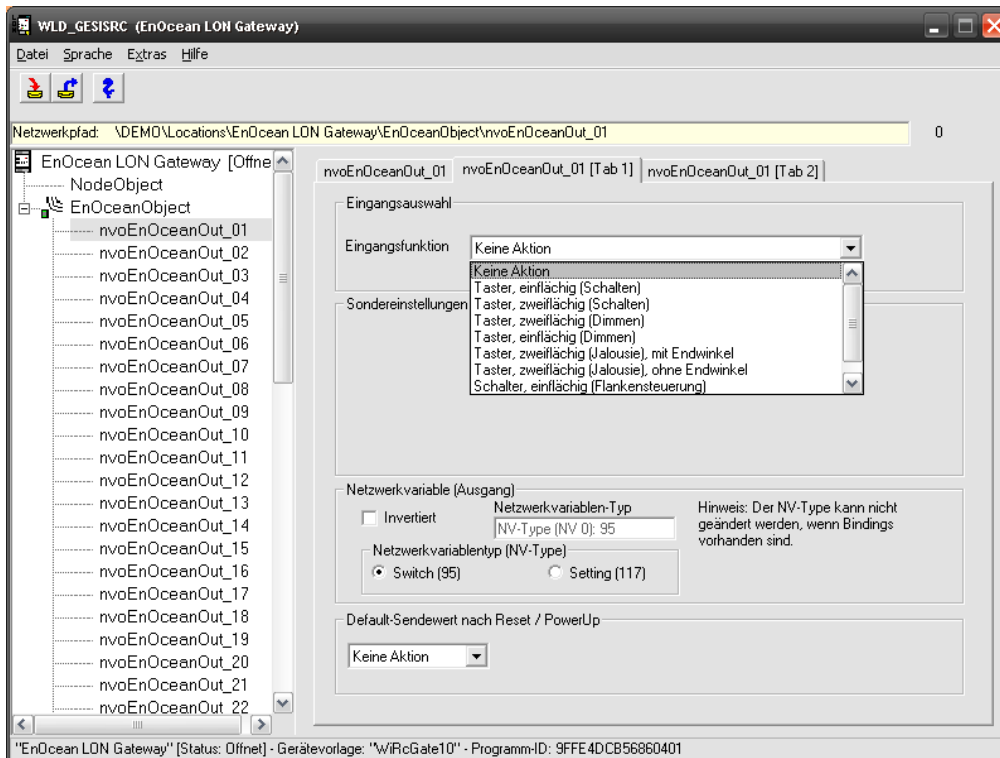 WLD_GESISRC (EnOcean LON Gateway)
Datei Sprache Extras Hilfe
Netzwerkpfad: \DEMO\Locations\EnOcean LON Gateway\EnOceanObject\nvoEnOceanOut_01 0
EnOcean LON Gateway [Offne
NodeObject
EnOceanObject
nvoEnOceanOut_01
nvoEnOceanOut_02
nvoEnOceanOut_03
nvoEnOceanOut_04
nvoEnOceanOut_05
nvoEnOceanOut_06
nvoEnOceanOut_07
nvoEnOceanOut_08
nvoEnOceanOut_09
nvoEnOceanOut_10
nvoEnOceanOut_11
nvoEnOceanOut_12
nvoEnOceanOut_13
nvoEnOceanOut_14
nvoEnOceanOut_15
nvoEnOceanOut_16
nvoEnOceanOut_17
nvoEnOceanOut_18
nvoEnOceanOut_19
nvoEnOceanOut_20
nvoEnOceanOut_21
nvoEnOceanOut_22
nvoEnOceanOut_01 nvoEnOceanOut_01 [Tab 1] nvoEnOceanOut_01 [Tab 2]
Eingangsauswahl
Eingangsfunktion Keine Aktion
Keine Aktion
Taster, einflächig (Schalten)
Taster, zweiflächig (Schalten)
Taster, zweiflächig (Dimmen)
Taster, einflächig (Dimmen)
Taster, zweiflächig (Jalousie), mit Endwinkel
Taster, zweiflächig (Jalousie), ohne Endwinkel
Schalter, einflächig (Flankensteuerung)
Sondereinstellungen
Netzwerkvariable (Ausgang)
Invertiert
Netzwerkvariablen-Typ
NV-Type (NV 0): 95
Netzwerkvariablentyp (NV-Type)
Switch (95) Setting (117)
Hinweis: Der NV-Type kann nicht
geändert werden, wenn Bindings
vorhanden sind.
Default-Sendewert nach Reset / PowerUp
Keine Aktion
"EnOcean LON Gateway" [Status: Offnet] - Gerätevorlage: "WiRcGate10" - Programm-ID: 9FFE4DCB56860401